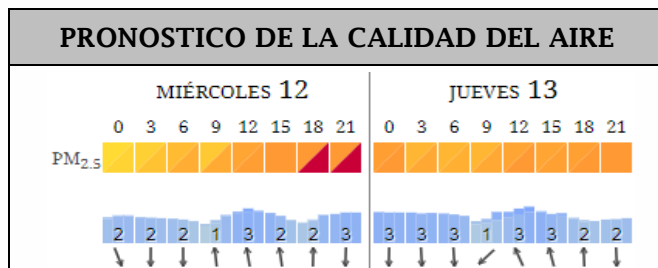 PRONOSTICO DE LA CALIDAD DEL AIRE
MIÉRCOLES 12 JUEVES 13
0 3 6 9 12 15 18 21 0 3 6 9 12 15 18 21
PM2.5
2 2 2 1 3 2 2 3 3 3 3 1 3 3 2 2